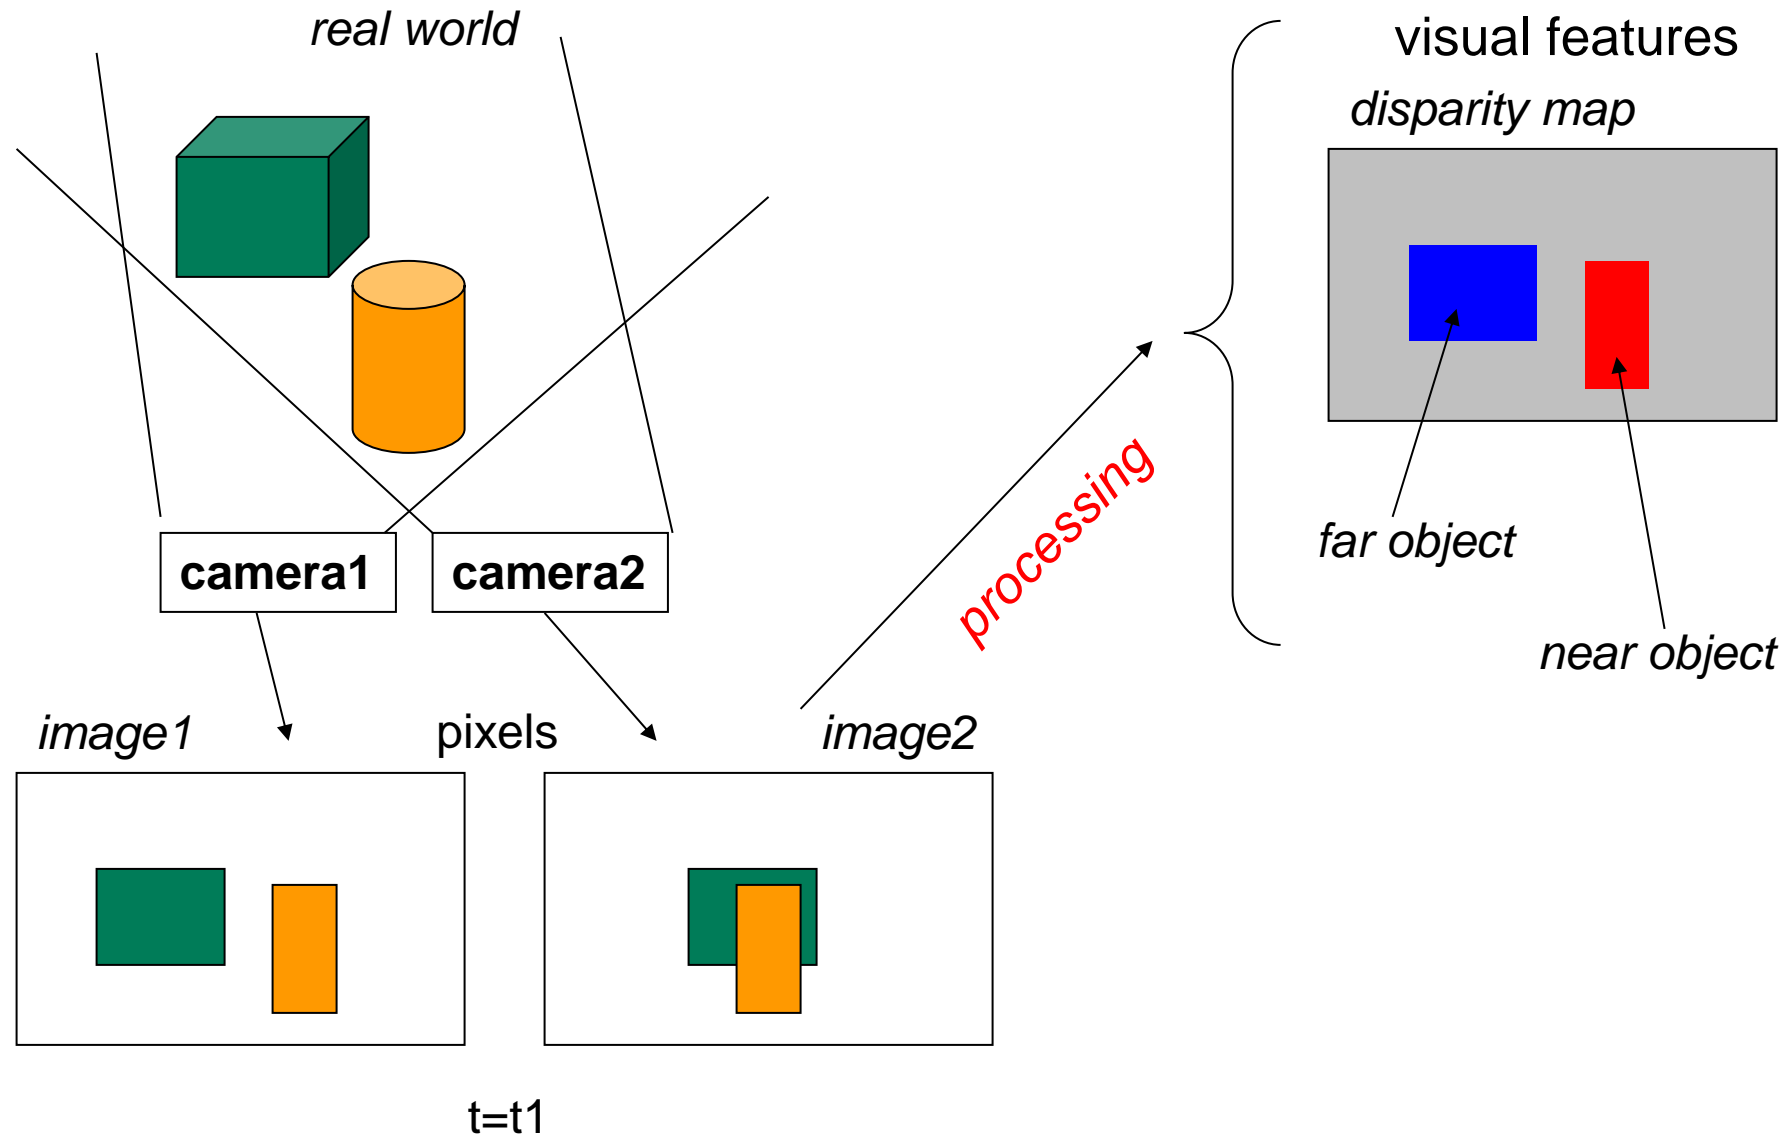 real world
visual features
disparity map
camera1
camera2
processing
far object
near object
image1
pixels
image2
t=t1